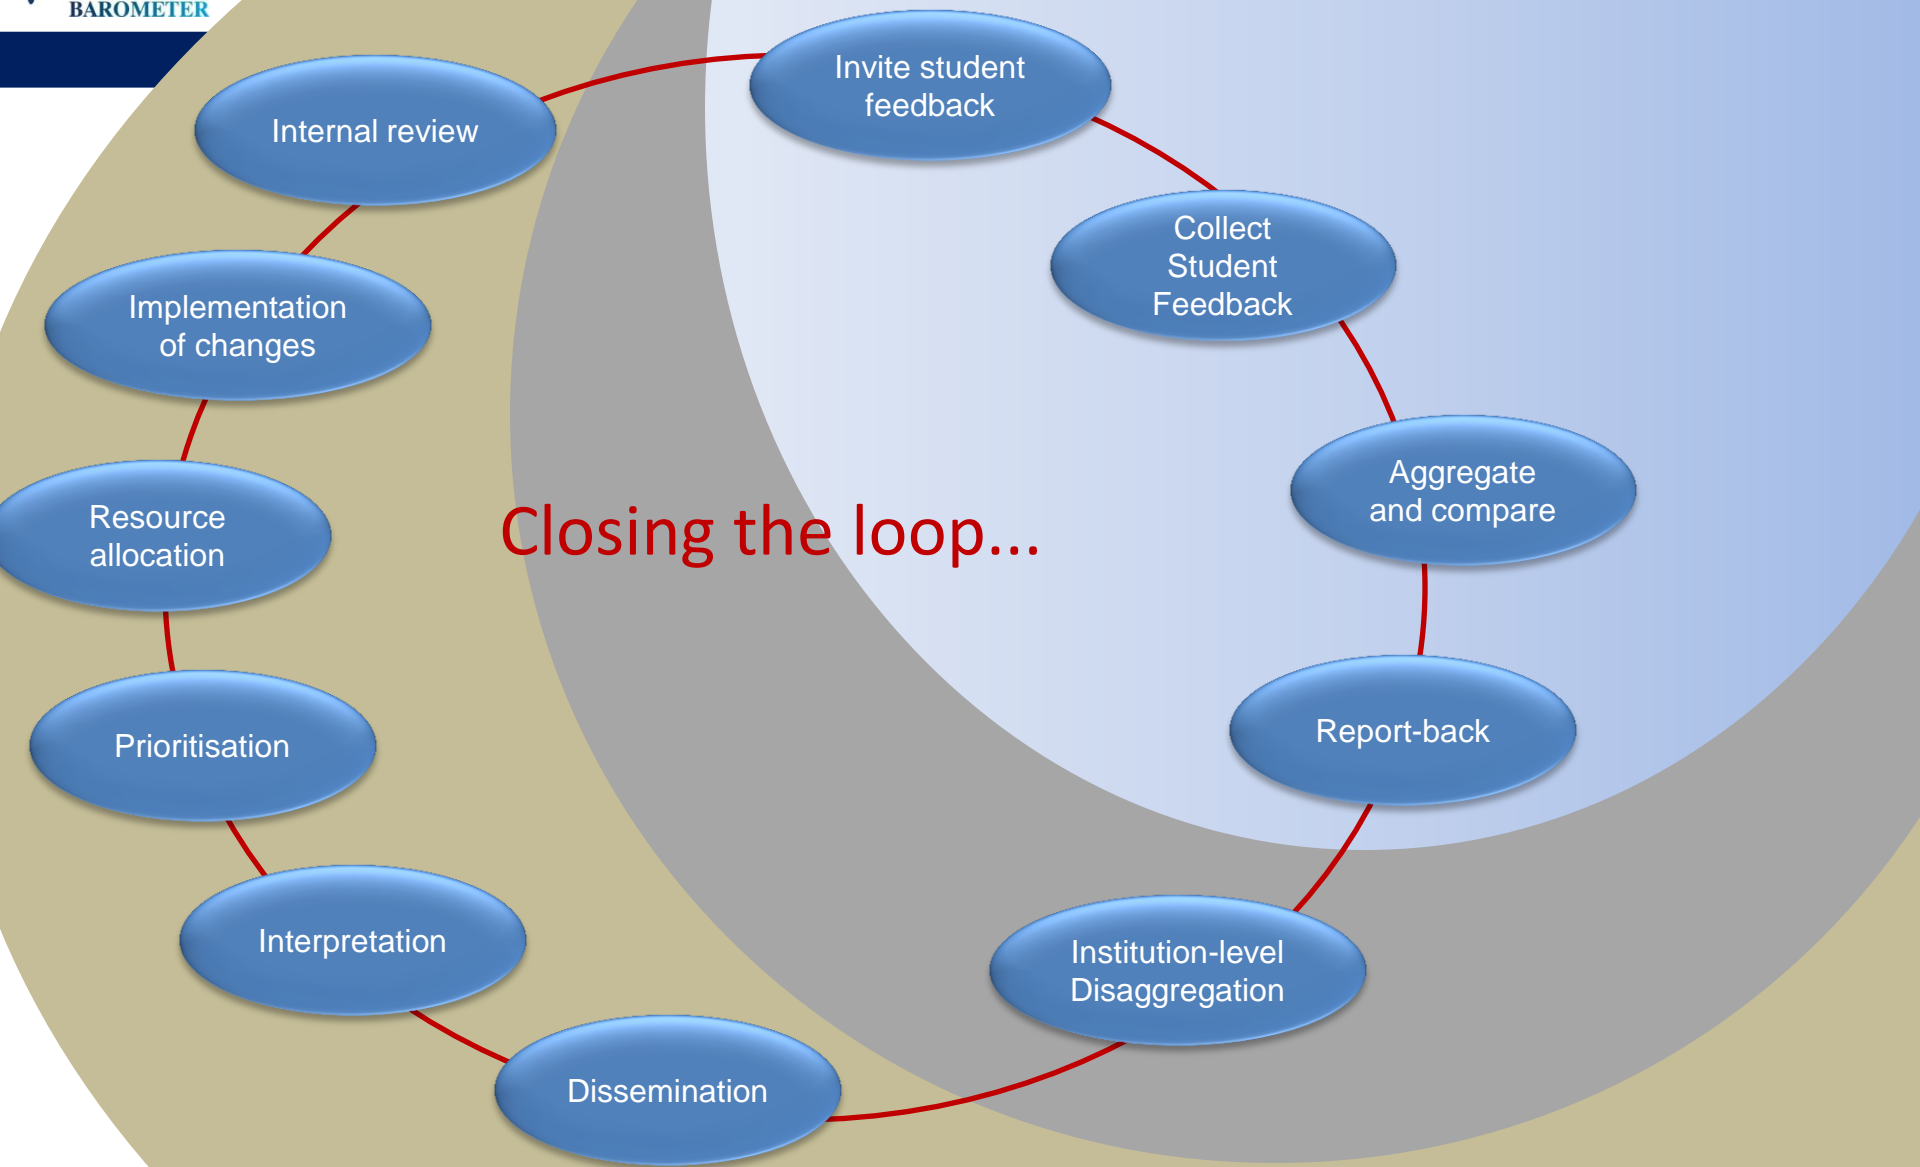 BAROMETER
Invite student
feedback
Internal review
Collect
Student
Feedback
Implementation
of changes
Aggregate
and compare
Resource
allocation
Closing the loop...
Report-back
Prioritisation
Interpretation
Institution-level
Disaggregation
Dissemination